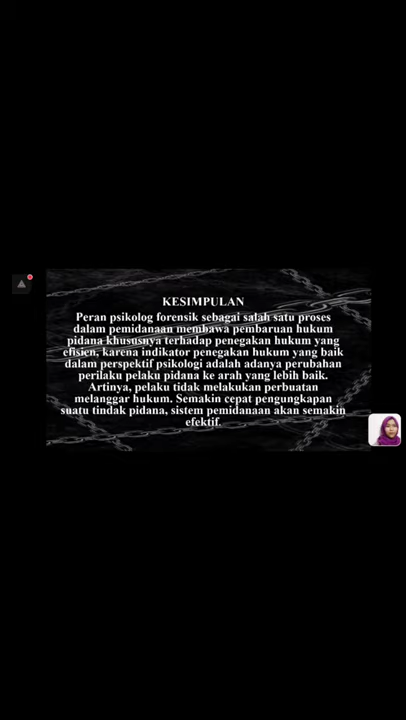 KESIMPULAN
Peran psikolog forensik sebagai salah satu proses
dalam pemidanaan membawa pembaruan hukum
pidana khususnya terhadap penegakan hukum yang
efisien, karena indikator penegakan hukum yang baik
dalam perspektif psikologi adalah adanya perubahan
perilaku pelaku pidana ke arah yang lebih baik.
Artinya, pelaku tidak melakukan perbuatan
melanggar hukum. Semakin cepat pengungkapan
suatu tindak pidana, sistem pemidanaan akan semakin
efektif.